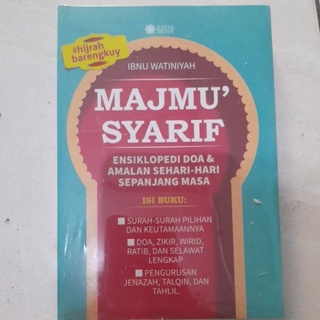 #hijrah
barengkuy
IBNU WATINIYAH
MAJMU'
SYARIF
ENSIKLOPEDI DOA &
AMALAN SEHARI-HARI
SEPANJANG MASA
ISI BUKU:
SURAH-SURAH PILIHAN
DAN KEUTAMAANNYA
DOA, ZIKIR, WIRID,
RATIB, DAN SELAWAT
LENGKAP
PENGURUSAN
JENAZAH, TALQIN, DAN
TAHLIL.